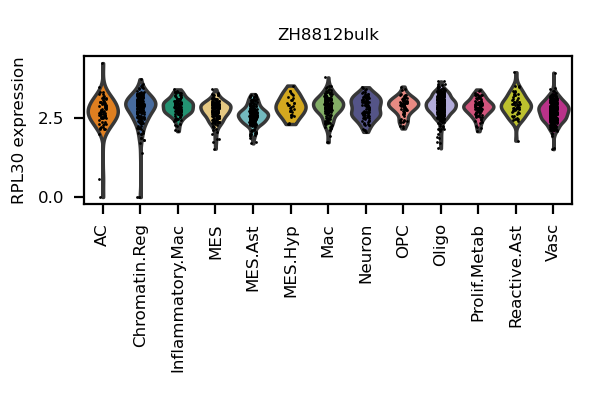 ZH8812bulk
RPL30 expression
2.5
0.0
AC
Chromatin.Reg
Inflammatory.Mac
MES
MES.Ast
MES.Hyp
Mac
Neuron
OPC
Oligo
Prolif.Metab
Reactive.Ast
Vasc